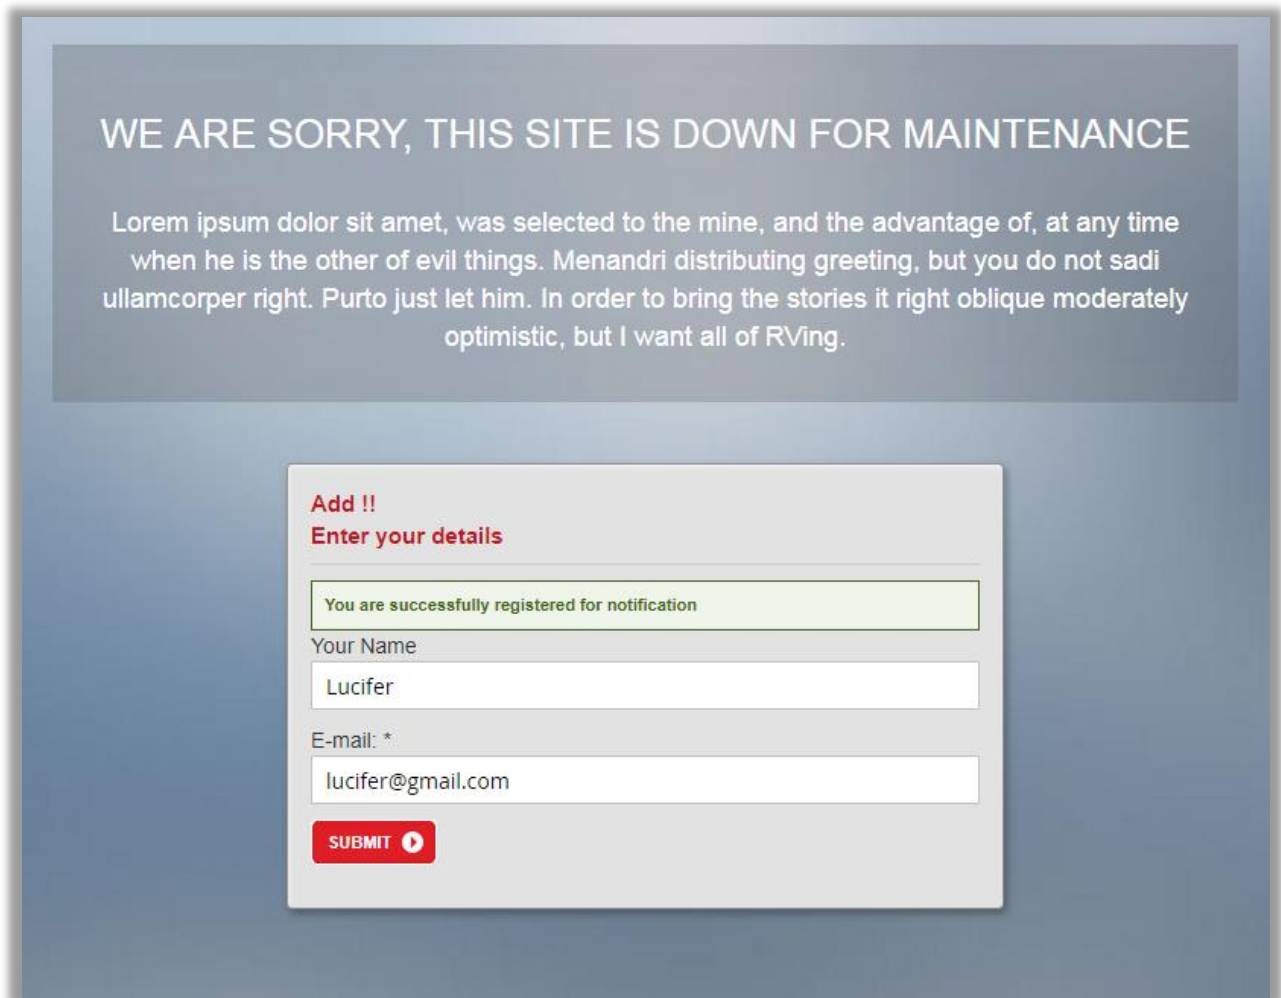 WE ARE SORRY, THIS SITE IS DOWN FOR MAINTENANCE
Lorem ipsum dolor sit amet, was selected to the mine, and the advantage of, at any time
when he is the other of evil things. Menandri distributing greeting, but you do not sadi
ullamcorper right. Purto just let him. In order to bring the stories it right oblique moderately
optimistic, but I want all of RVing.
Add !!
Enter your details
You are successfully registered for notification
Your Name
Lucifer
E-mail: *
lucifer@gmail.com
SUBMIT